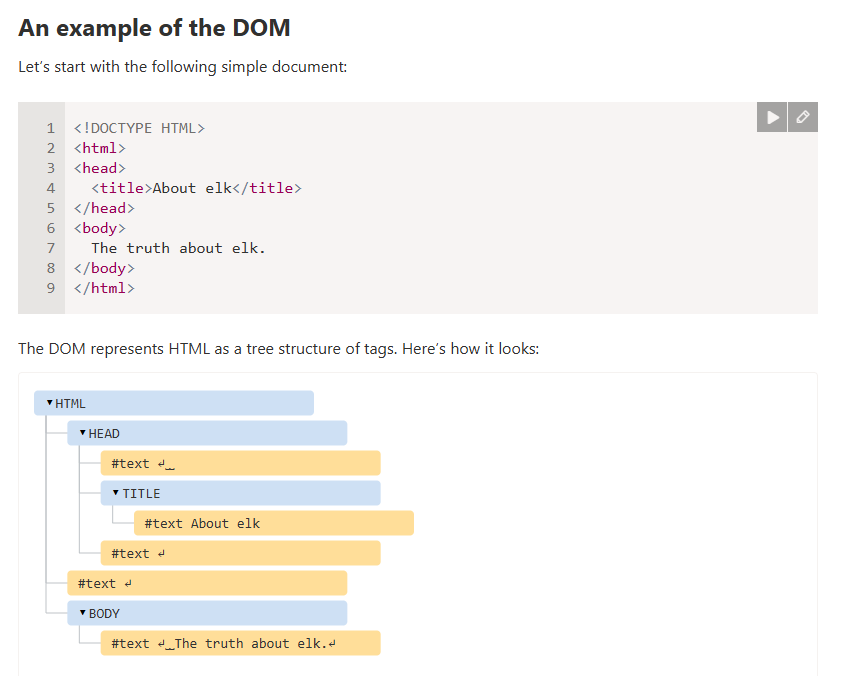 An example of the DOM
Let’s start with the following simple document:
1 <!DOCTYPE HTML>
2 <html>
3 <head>
4   <title>About elk</title>
5 </head>
6 <body>
7   The truth about elk.
8 </body>
9 </html>
The DOM represents HTML as a tree structure of tags. Here’s how it looks:
▾HTML
▾HEAD
#text ↵␣
▾TITLE
#text About elk
#text ↵
#text ↵
▾BODY
#text ↵␣The truth about elk.↵